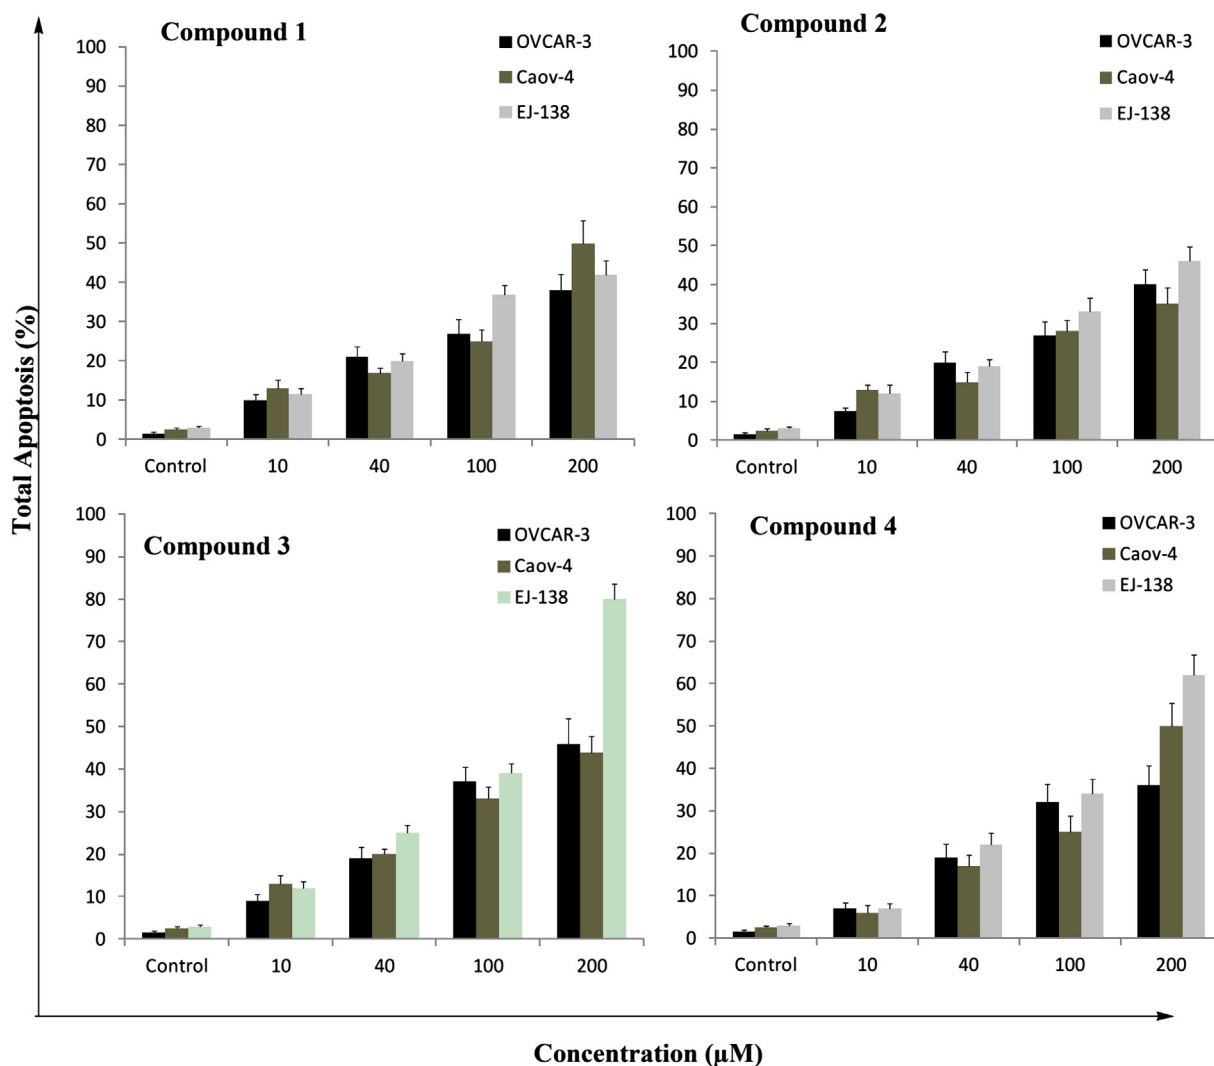 Compound 1
OVCAR-3
Caov-4
EJ-138
100
90
80
70
60
50
40
30
20
10
0
Control 10 40 100 200
Compound 2
OVCAR-3
Caov-4
EJ-138
100
90
80
70
60
50
40
30
20
10
0
Control 10 40 100 200
Total Apoptosis (%)
Compound 3
OVCAR-3
Caov-4
EJ-138
100
90
80
70
60
50
40
30
20
10
0
Control 10 40 100 200
Compound 4
OVCAR-3
Caov-4
EJ-138
100
90
80
70
60
50
40
30
20
10
0
Control 10 40 100 200
Concentration (µM)